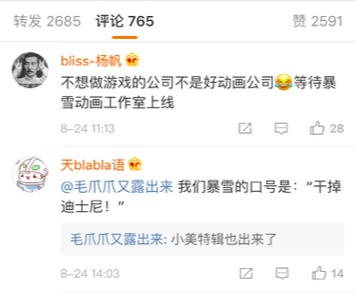 转发 2685 评论 765 赞 2591
bliss-杨帆
不想做游戏的公司不是好动画公司😂等待暴
雪动画工作室上线
8-24 11:13 28
天blabla语
@毛爪爪又露出来 我们暴雪的口号是：“干掉
迪士尼！”
毛爪爪又露出来: 小美特辑也出来了
8-24 14:03 14